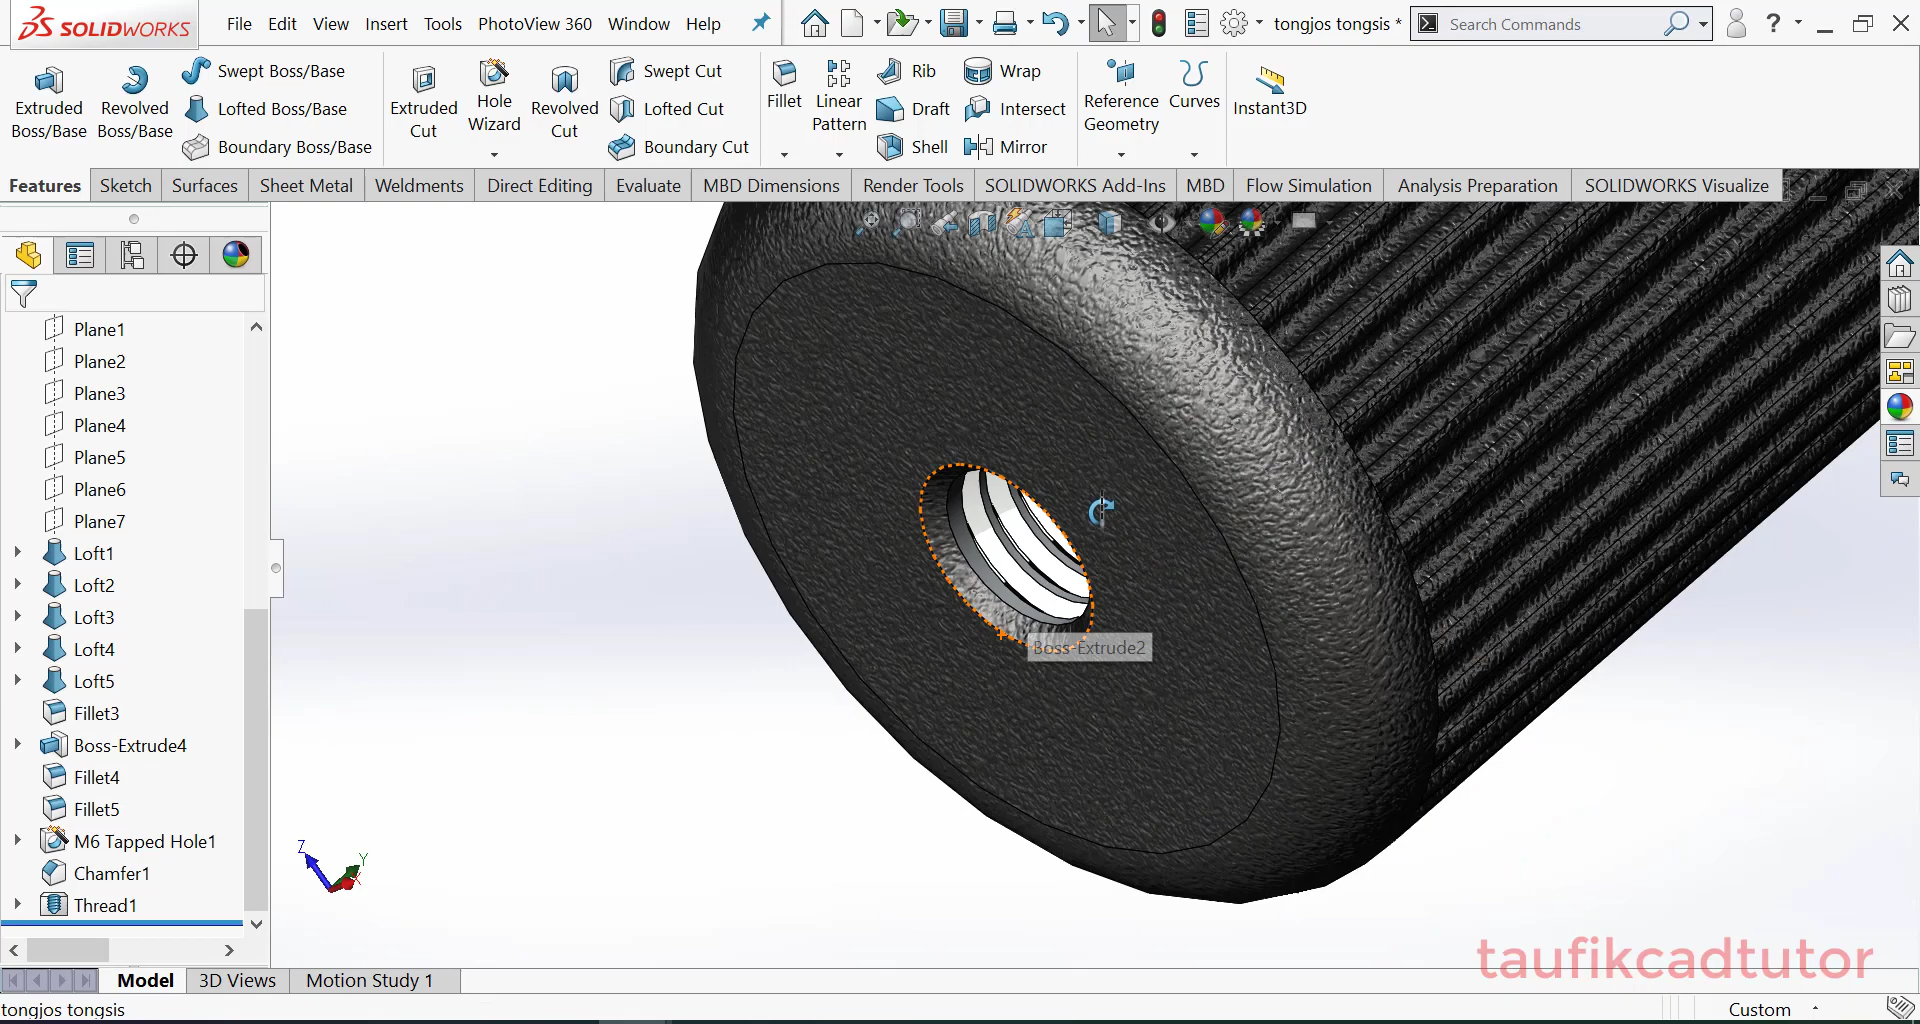 SOLIDWORKS
File Edit View Insert Tools PhotoView 360 Window Help
tongjos tongsis *
Search Commands
?
Extruded Boss/Base
Revolved Boss/Base
Swept Boss/Base
Lofted Boss/Base
Boundary Boss/Base
Extruded Cut
Hole Wizard
Revolved Cut
Swept Cut
Lofted Cut
Boundary Cut
Fillet
Linear Pattern
Rib
Draft
Shell
Wrap
Intersect
Mirror
Reference Geometry
Curves
Instant3D
Features Sketch Surfaces Sheet Metal Weldments Direct Editing Evaluate MBD Dimensions Render Tools SOLIDWORKS Add-Ins MBD Flow Simulation Analysis Preparation SOLIDWORKS Visualize
Plane1
Plane2
Plane3
Plane4
Plane5
Plane6
Plane7
Loft1
Loft2
Loft3
Loft4
Loft5
Fillet3
Boss-Extrude4
Fillet4
Fillet5
M6 Tapped Hole1
Chamfer1
Thread1
Boss-Extrude2
Z
Y
X
taufikcadtutor
Model 3D Views Motion Study 1
tongjos tongsis
Custom